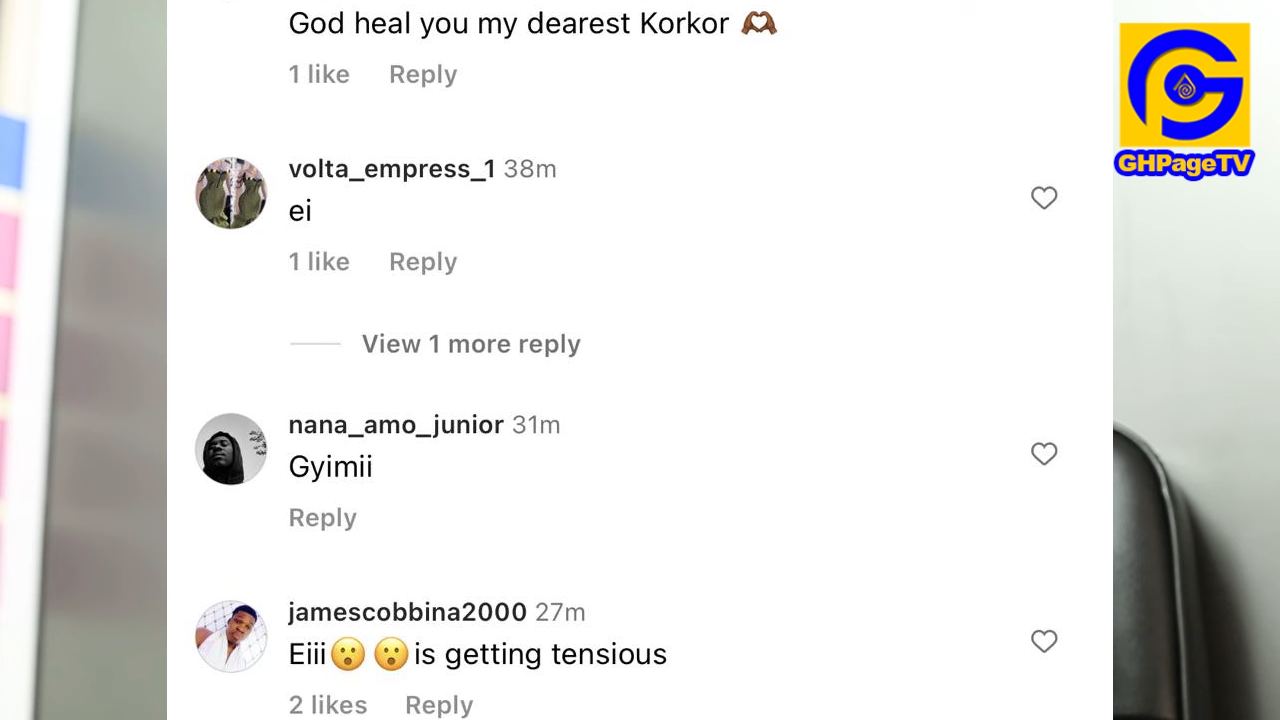 God heal you my dearest Korkor 🫶🏾
1 like Reply
GHPageTV
volta_empress_1 38m
ei
1 like Reply
View 1 more reply
nana_amo_junior 31m
Gyimii
Reply
jamescobbina2000 27m
Eiii😮😮is getting tensious
2 likes Reply